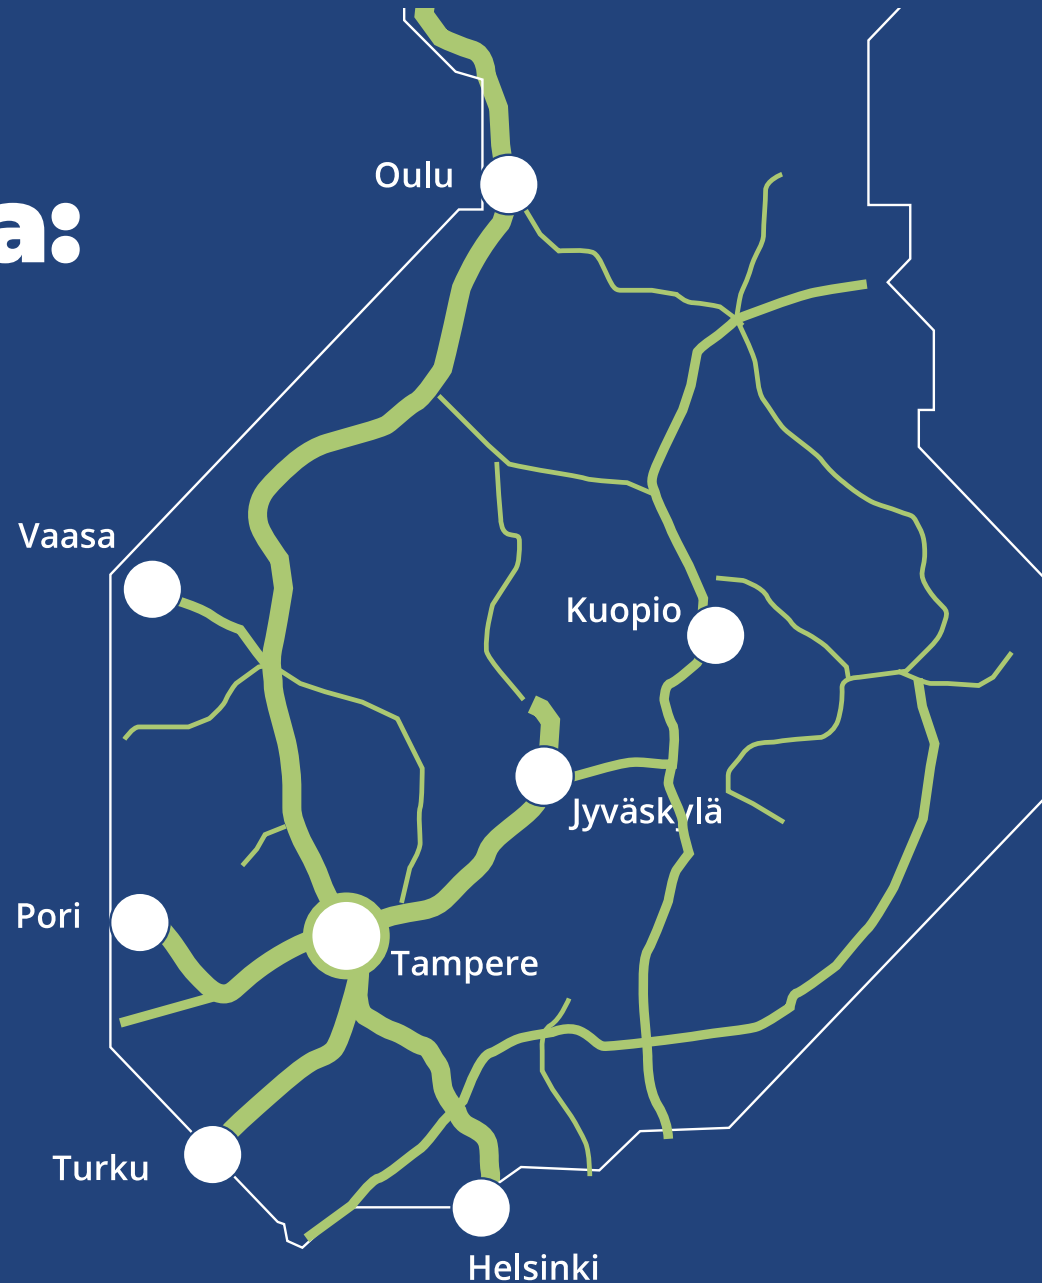 Oulu
a:
Vaasa
Kuopio
Jyväskylä
Pori
Tampere
Turku
Helsinki